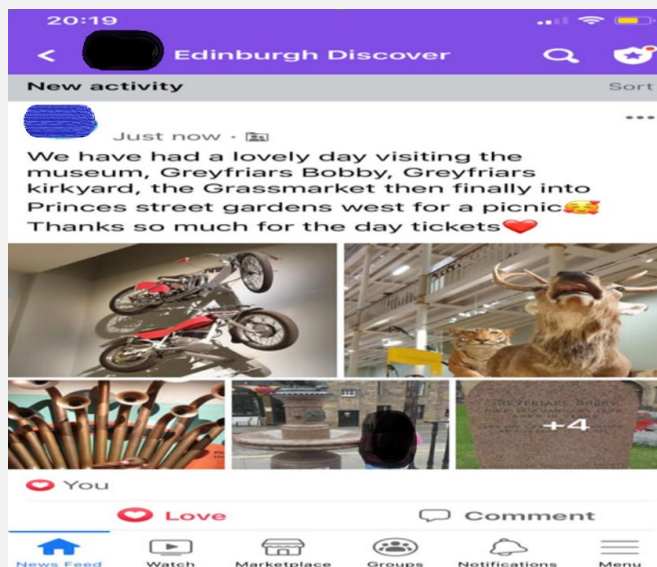 20:19
Edinburgh Discover
New activity
Sort
Just now ·
We have had a lovely day visiting the
museum, Greyfriars Bobby, Greyfriars
kirkyard, the Grassmarket then finally into
Princes street gardens west for a picnic🥰
Thanks so much for the day tickets❤️
GREYFRIARS BOBBY
+4
You
Love
Comment
News Feed
Watch
Marketplace
Groups
Notifications
Menu